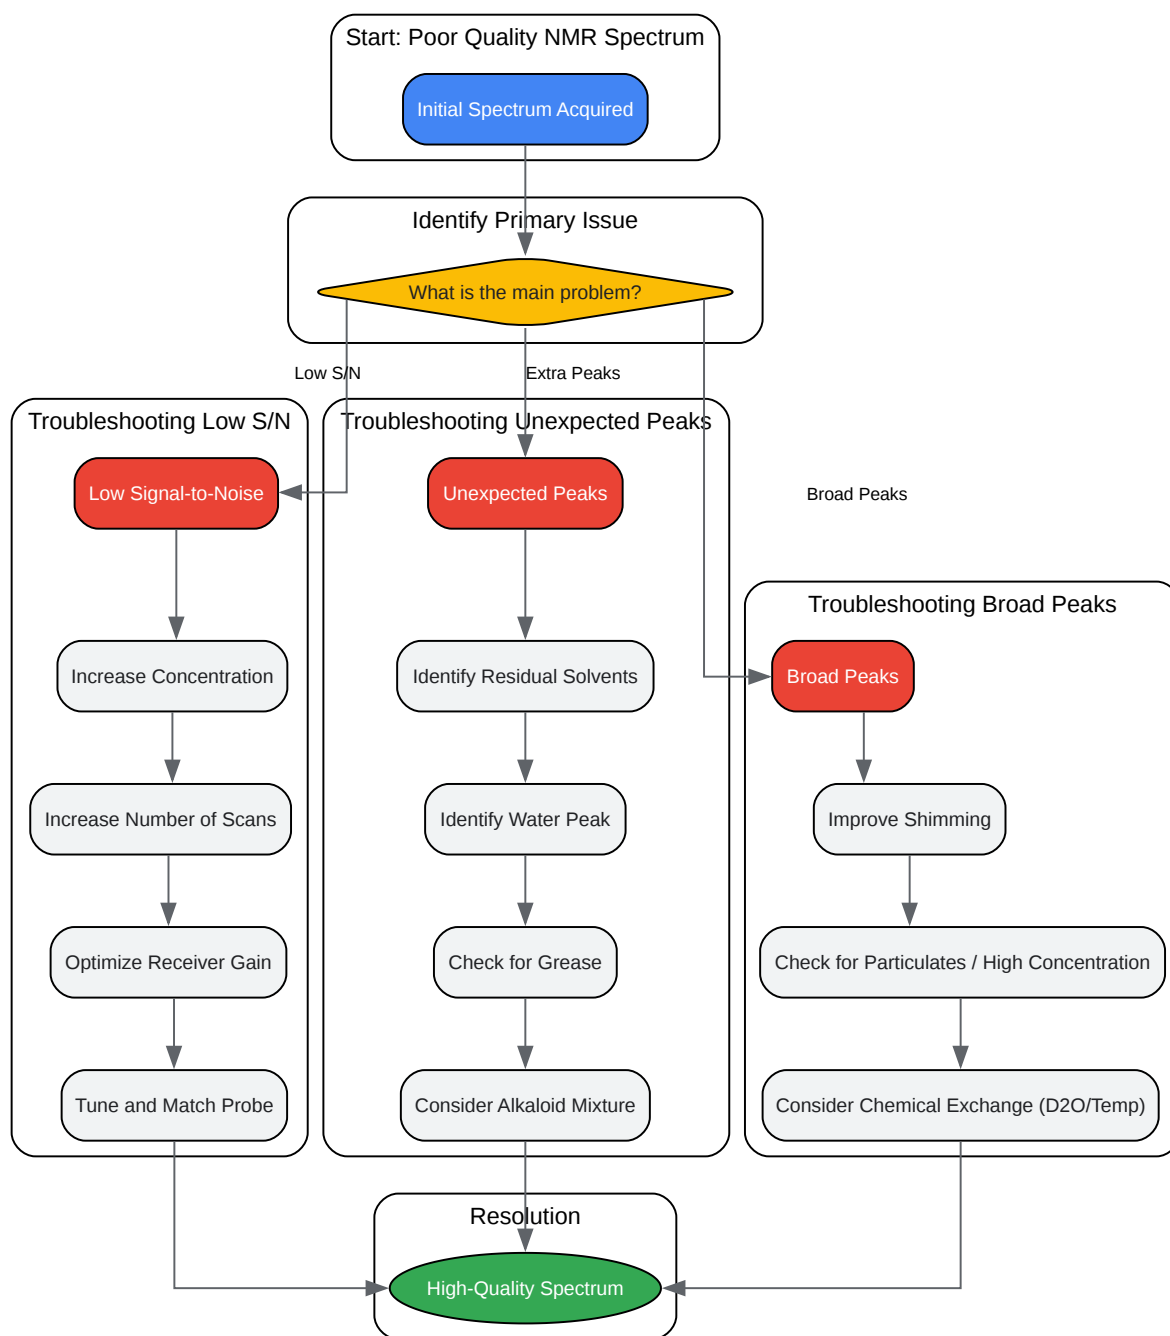 Start: Poor Quality NMR Spectrum
Initial Spectrum Acquired
Identify Primary Issue
What is the main problem?
Low S/N
Extra Peaks
Broad Peaks
Troubleshooting Low S/N
Low Signal-to-Noise
Increase Concentration
Increase Number of Scans
Optimize Receiver Gain
Tune and Match Probe
Troubleshooting Unexpected Peaks
Unexpected Peaks
Identify Residual Solvents
Identify Water Peak
Check for Grease
Consider Alkaloid Mixture
Troubleshooting Broad Peaks
Broad Peaks
Improve Shimming
Check for Particulates / High Concentration
Consider Chemical Exchange (D2O/Temp)
Resolution
High-Quality Spectrum